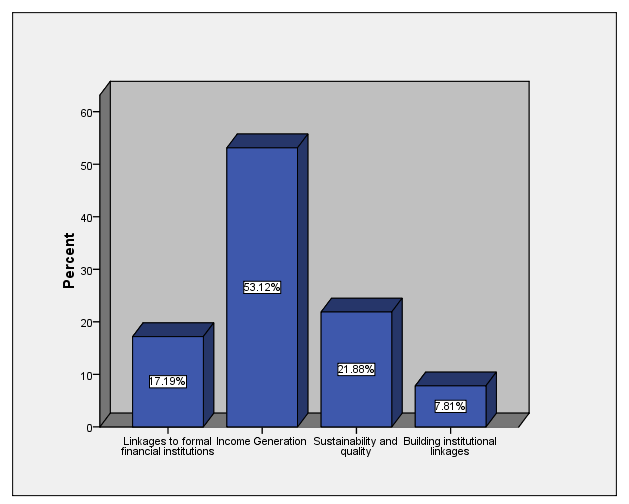 Percent
60
50
40
30
20
10
0
17.19%
53.12%
21.88%
7.81%
Linkages to formal
financial institutions
Income Generation
Sustainability and
quality
Building institutional
linkages